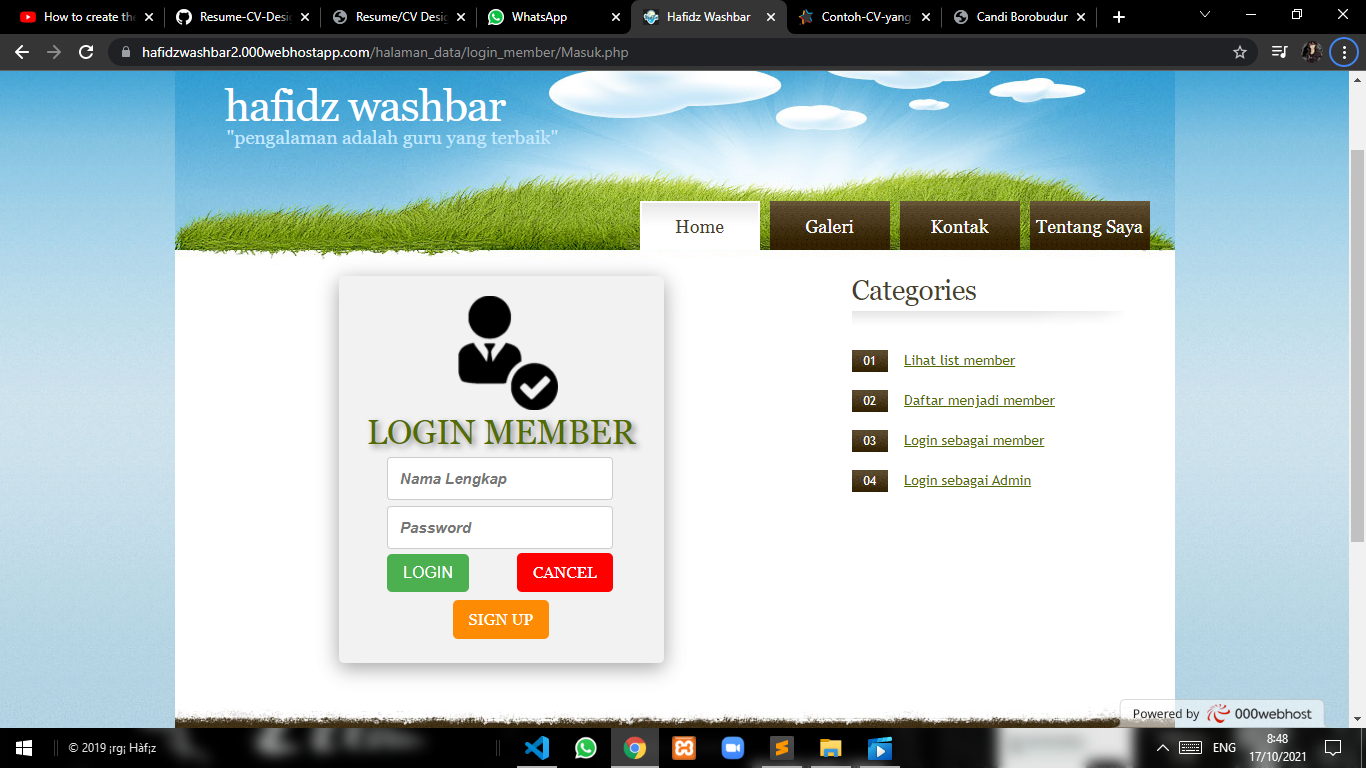 How to create the
Resume-CV-Desig
Resume/CV Desig
WhatsApp
Hafidz Washbar
Contoh-CV-yang
Candi Borobudur
hafidzwashbar2.000webhostapp.com/halaman_data/login_member/Masuk.php
hafidz washbar
"pengalaman adalah guru yang terbaik"
Home
Galeri
Kontak
Tentang Saya
LOGIN MEMBER
Nama Lengkap
Password
LOGIN
CANCEL
SIGN UP
Categories
01 Lihat list member
02 Daftar menjadi member
03 Login sebagai member
04 Login sebagai Admin
Powered by 000webhost
© 2019 ¡rg¡ Hàf¡z
ENG
8:48
17/10/2021